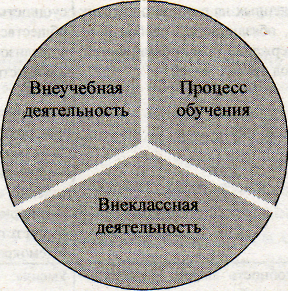 Внеучебная
деятельность
Процесс
обучения
Внеклассная
деятельность